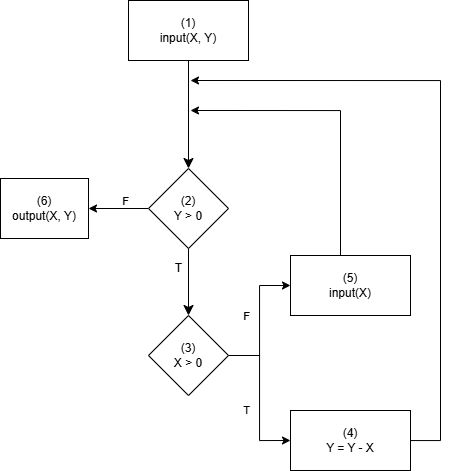 (1)
input(X, Y)
(6)
output(X, Y)
F
(2)
Y > 0
T
(3)
X > 0
F
(5)
input(X)
T
(4)
Y = Y - X